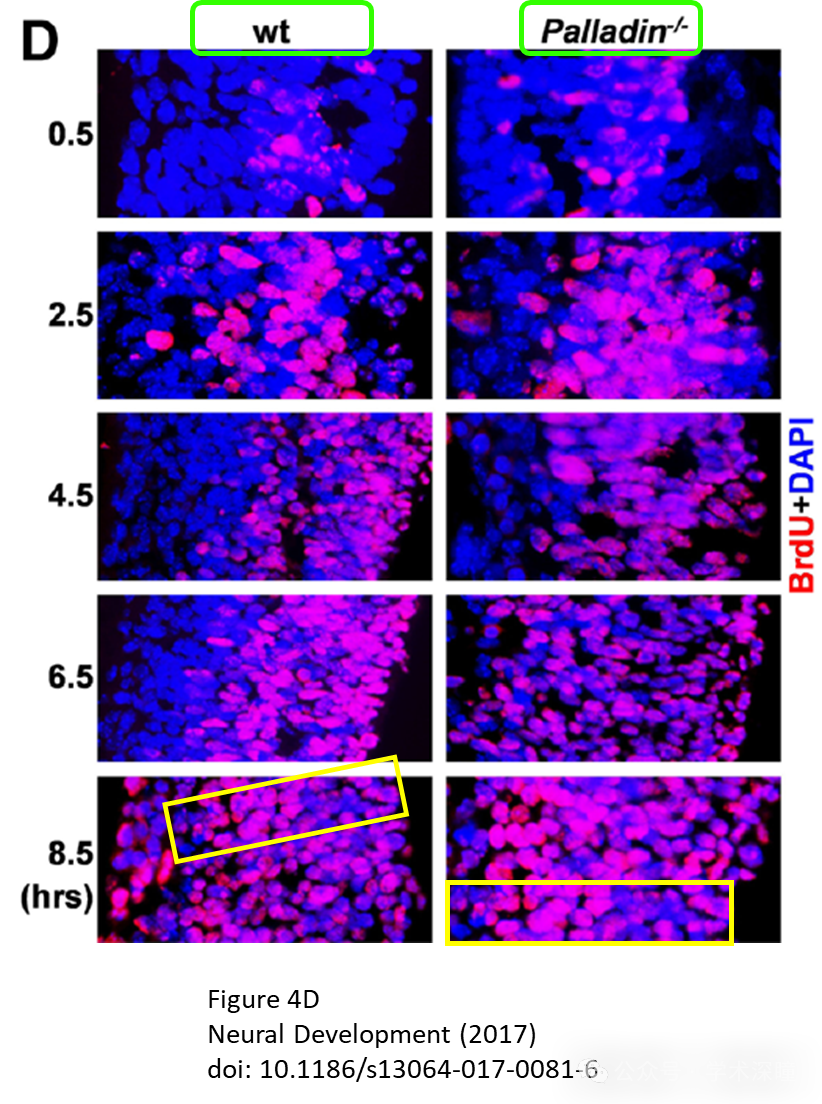 D
wt
Palladin-/-
0.5
2.5
4.5
6.5
8.5
(hrs)
BrdU+DAPI
Figure 4D
Neural Development (2017)
doi: 10.1186/s13064-017-0081-6